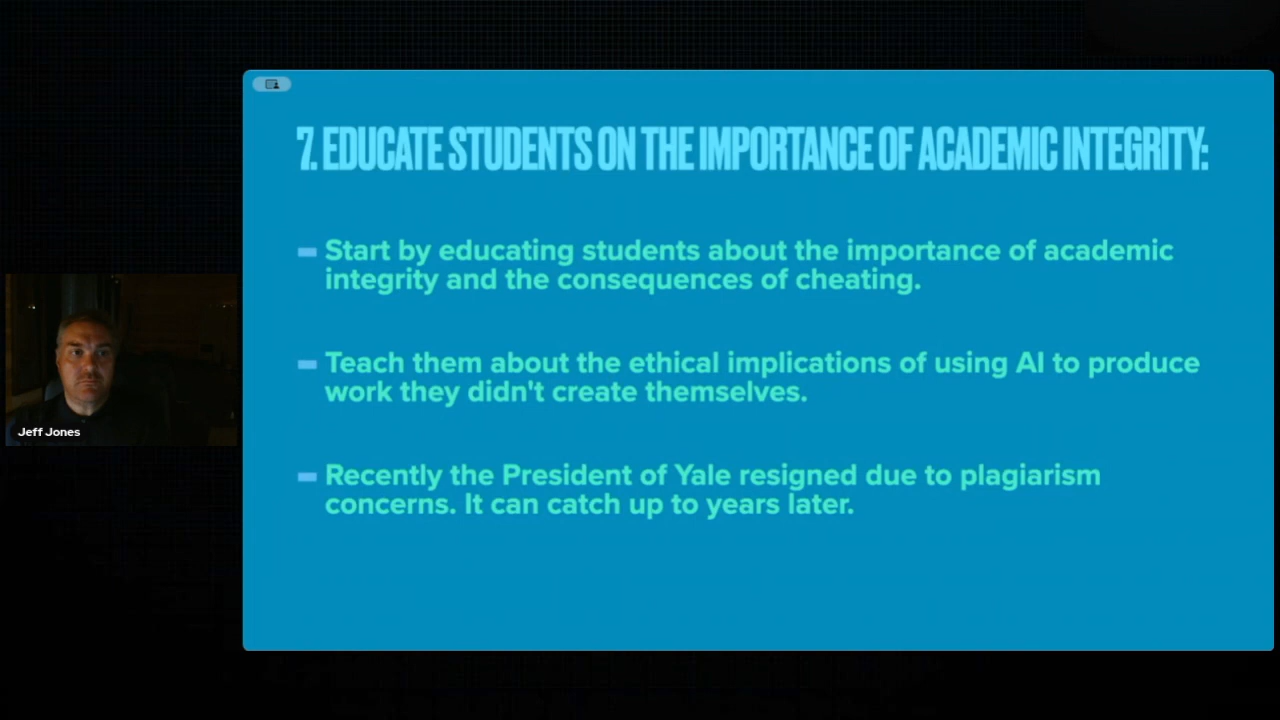 7. EDUCATE STUDENTS ON THE IMPORTANCE OF ACADEMIC INTEGRITY:
- Start by educating students about the importance of academic
integrity and the consequences of cheating.
- Teach them about the ethical implications of using AI to produce
work they didn't create themselves.
- Recently the President of Yale resigned due to plagiarism
concerns. It can catch up to years later.
Jeff Jones